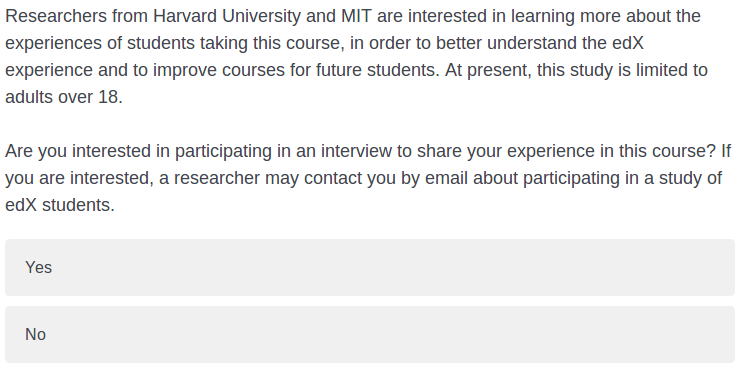 Researchers from Harvard University and MIT are interested in learning more about the
experiences of students taking this course, in order to better understand the edX
experience and to improve courses for future students. At present, this study is limited to
adults over 18.
Are you interested in participating in an interview to share your experience in this course? If
you are interested, a researcher may contact you by email about participating in a study of
edX students.
Yes
No